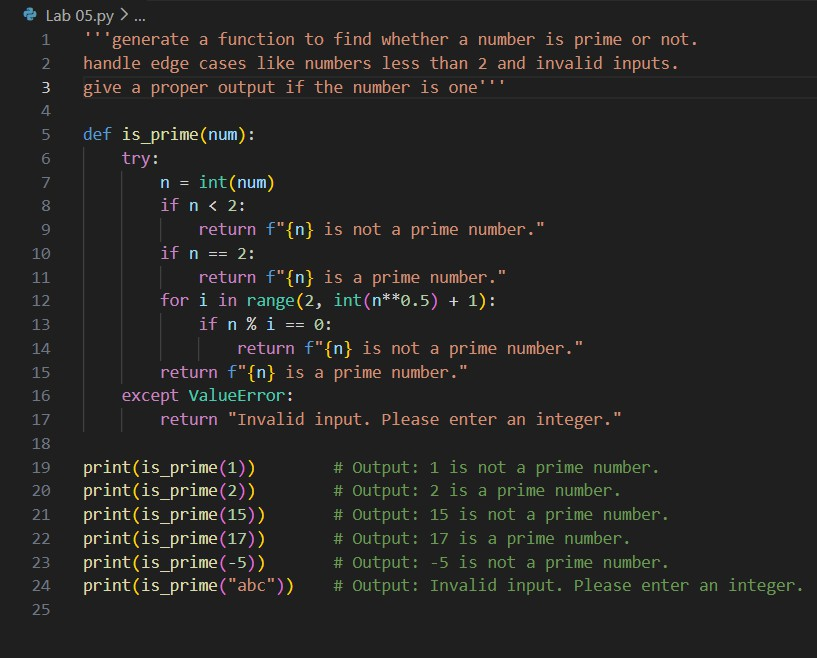 Lab 05.py > ...
1 '''generate a function to find whether a number is prime or not.
2 handle edge cases like numbers less than 2 and invalid inputs.
3 give a proper output if the number is one'''
4
5 def is_prime(num):
6     try:
7         n = int(num)
8         if n < 2:
9             return f"{n} is not a prime number."
10         if n == 2:
11             return f"{n} is a prime number."
12         for i in range(2, int(n**0.5) + 1):
13             if n % i == 0:
14                 return f"{n} is not a prime number."
15         return f"{n} is a prime number."
16     except ValueError:
17         return "Invalid input. Please enter an integer."
18
19 print(is_prime(1))        # Output: 1 is not a prime number.
20 print(is_prime(2))        # Output: 2 is a prime number.
21 print(is_prime(15))       # Output: 15 is not a prime number.
22 print(is_prime(17))       # Output: 17 is a prime number.
23 print(is_prime(-5))       # Output: -5 is not a prime number.
24 print(is_prime("abc"))    # Output: Invalid input. Please enter an integer.
25